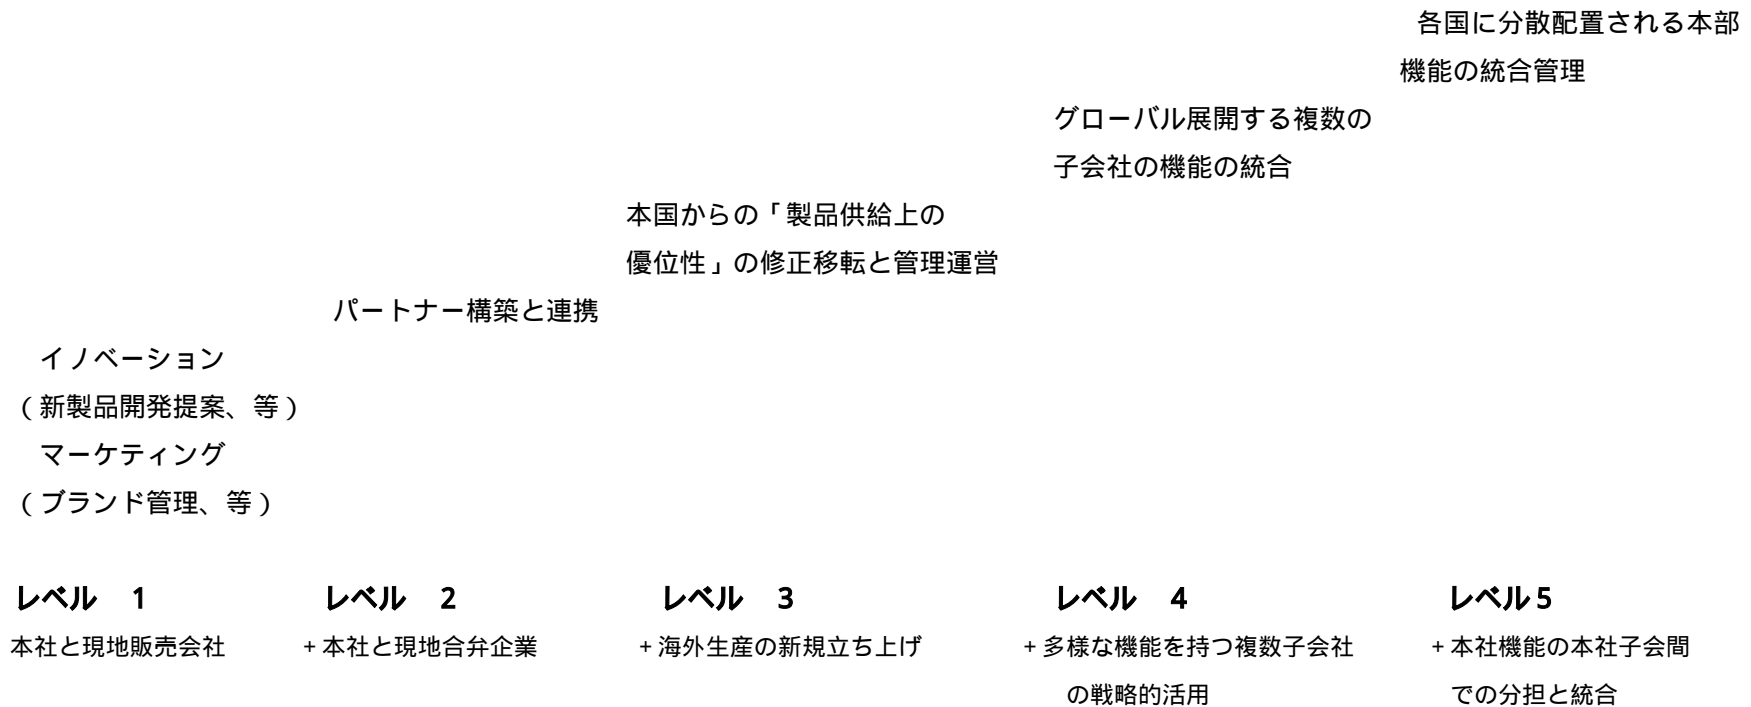 各国に分散配置される本部
機能の統合管理
グローバル展開する複数の
子会社の機能の統合
本国からの「製品供給上の
優位性」の修正移転と管理運営
パートナー構築と連携
イノベーション
(新製品開発提案、等)
マーケティング
(ブランド管理、等)
レベル　1
レベル　2
レベル　3
レベル　4
レベル5
本社と現地販売会社
+本社と現地合弁企業
+海外生産の新規立ち上げ
+多様な機能を持つ複数子会社
の戦略的活用
+本社機能の本社子会間
での分担と統合